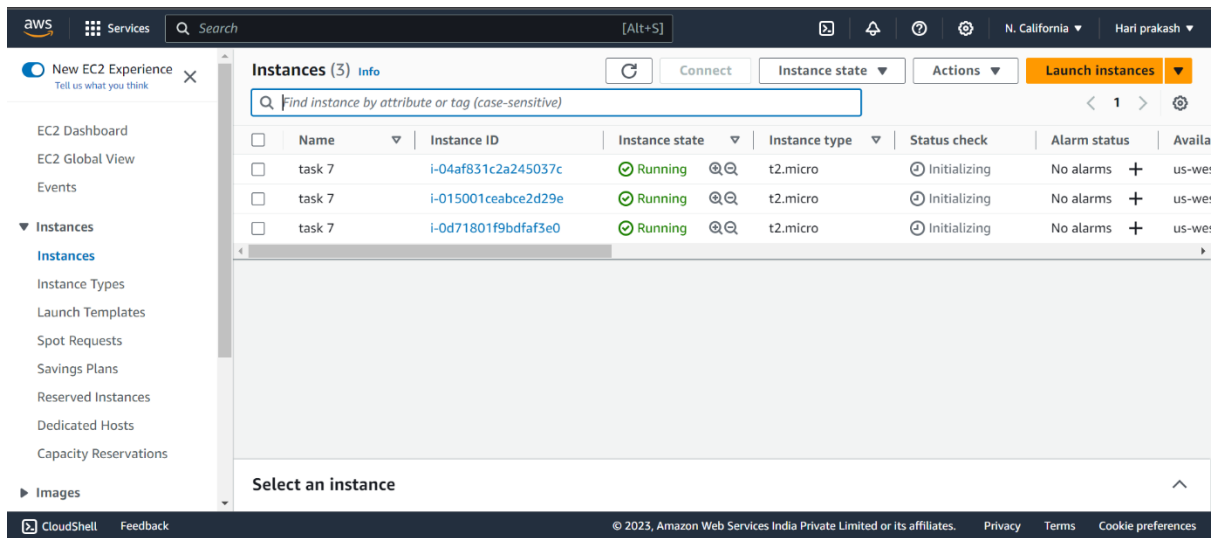 aws Services Search [Alt+S] N. California Hari prakash
New EC2 Experience
Tell us what you think
EC2 Dashboard
EC2 Global View
Events
Instances
Instances
Instance Types
Launch Templates
Spot Requests
Savings Plans
Reserved Instances
Dedicated Hosts
Capacity Reservations
Images
Instances (3) Info Connect Instance state Actions Launch instances
Find instance by attribute or tag (case-sensitive) 1
Name Instance ID Instance state Instance type Status check Alarm status Availa
task 7 i-04af831c2a245037c Running t2.micro Initializing No alarms us-wes
task 7 i-015001ceabce2d29e Running t2.micro Initializing No alarms us-wes
task 7 i-0d71801f9bdfaf3e0 Running t2.micro Initializing No alarms us-wes
Select an instance
CloudShell Feedback © 2023, Amazon Web Services India Private Limited or its affiliates. Privacy Terms Cookie preferences